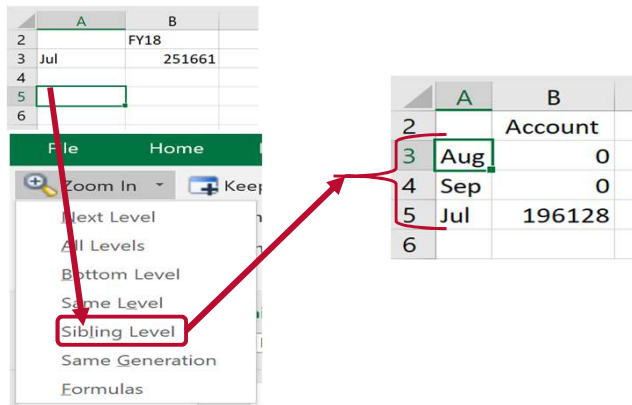 A B
2 FY18
3 Jul 251661
4
5
6
File Home
Zoom In Keep
Next Level
All Levels
Bottom Level
Same Level
Sibling Level
Same Generation
Formulas
A B
2 Account
3 Aug 0
4 Sep 0
5 Jul 196128
6